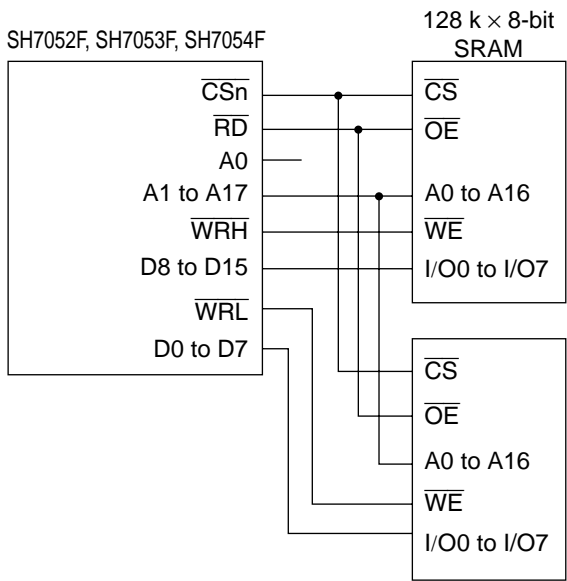 SH7052F, SH7053F, SH7054F
CSn
RD
A0
A1 to A17
WRH
D8 to D15
WRL
D0 to D7
128 k × 8-bit
SRAM
CS
OE
A0 to A16
WE
I/O0 to I/O7
CS
OE
A0 to A16
WE
I/O0 to I/O7